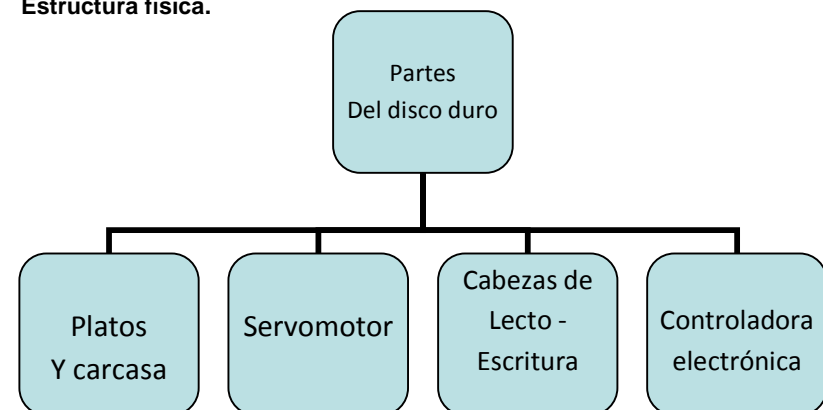 Estructura física.
Partes
Del disco duro
Platos
Y carcasa
Servomotor
Cabezas de
Lecto -
Escritura
Controladora
electrónica